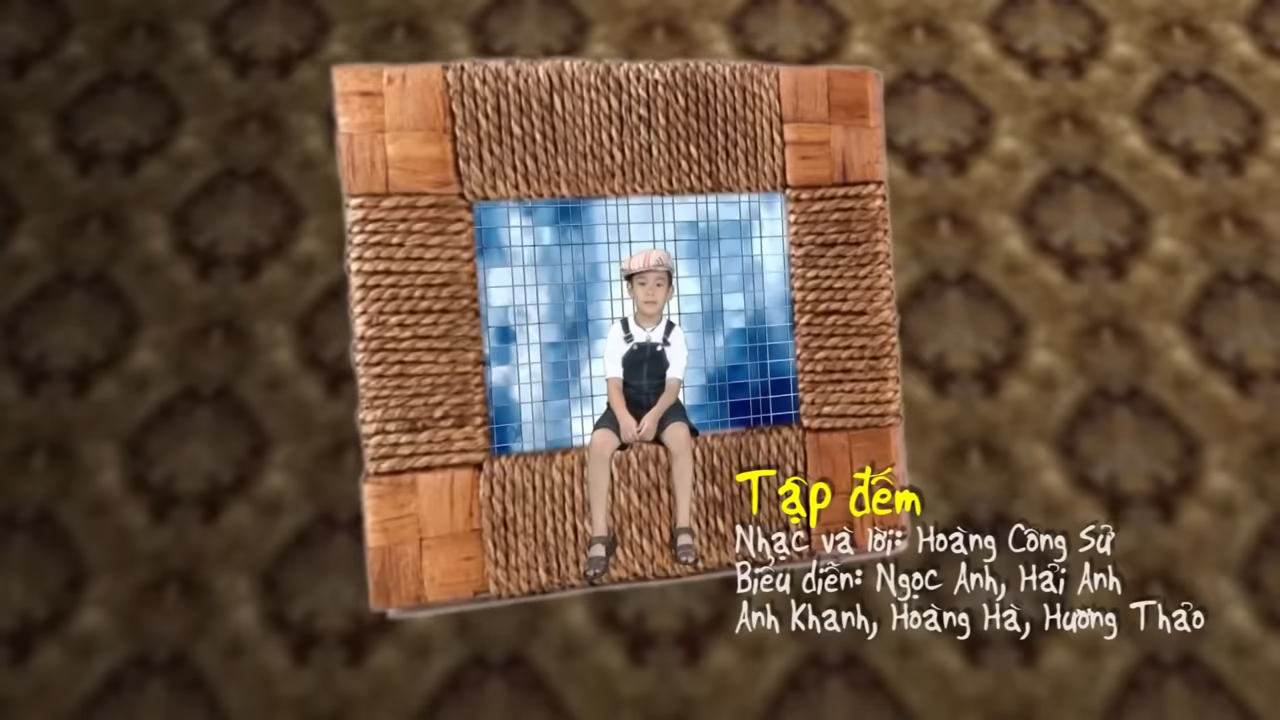 Tập đếm
Nhạc và lời: Hoàng Công Sử
Biểu diễn: Ngọc Anh, Hải Anh
Anh Khanh, Hoàng Hà, Hương Thảo